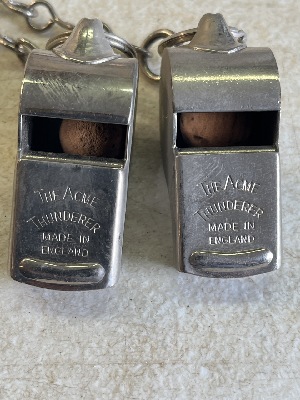 THE ACME
THUNDERER
MADE IN
ENGLAND
THE ACME
THUNDERER
MADE IN
ENGLAND